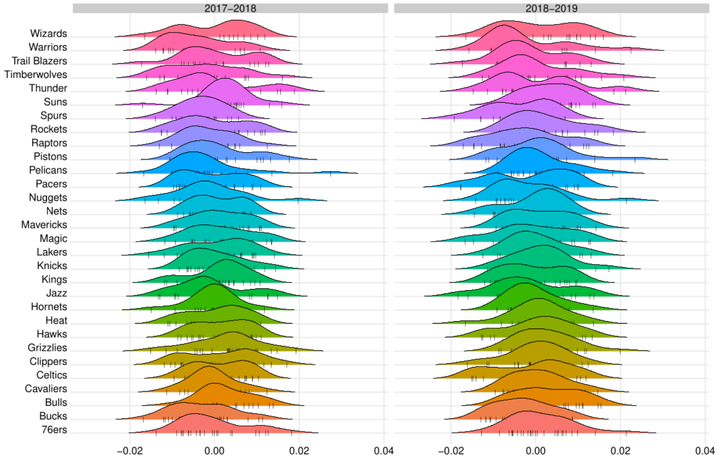 2017−2018
2018−2019
Wizards
Warriors
Trail Blazers
Timberwolves
Thunder
Suns
Spurs
Rockets
Raptors
Pistons
Pelicans
Pacers
Nuggets
Nets
Mavericks
Magic
Lakers
Knicks
Kings
Jazz
Hornets
Heat
Hawks
Grizzlies
Clippers
Celtics
Cavaliers
Bulls
Bucks
76ers
−0.02 0.00 0.02 0.04
−0.02 0.00 0.02 0.04